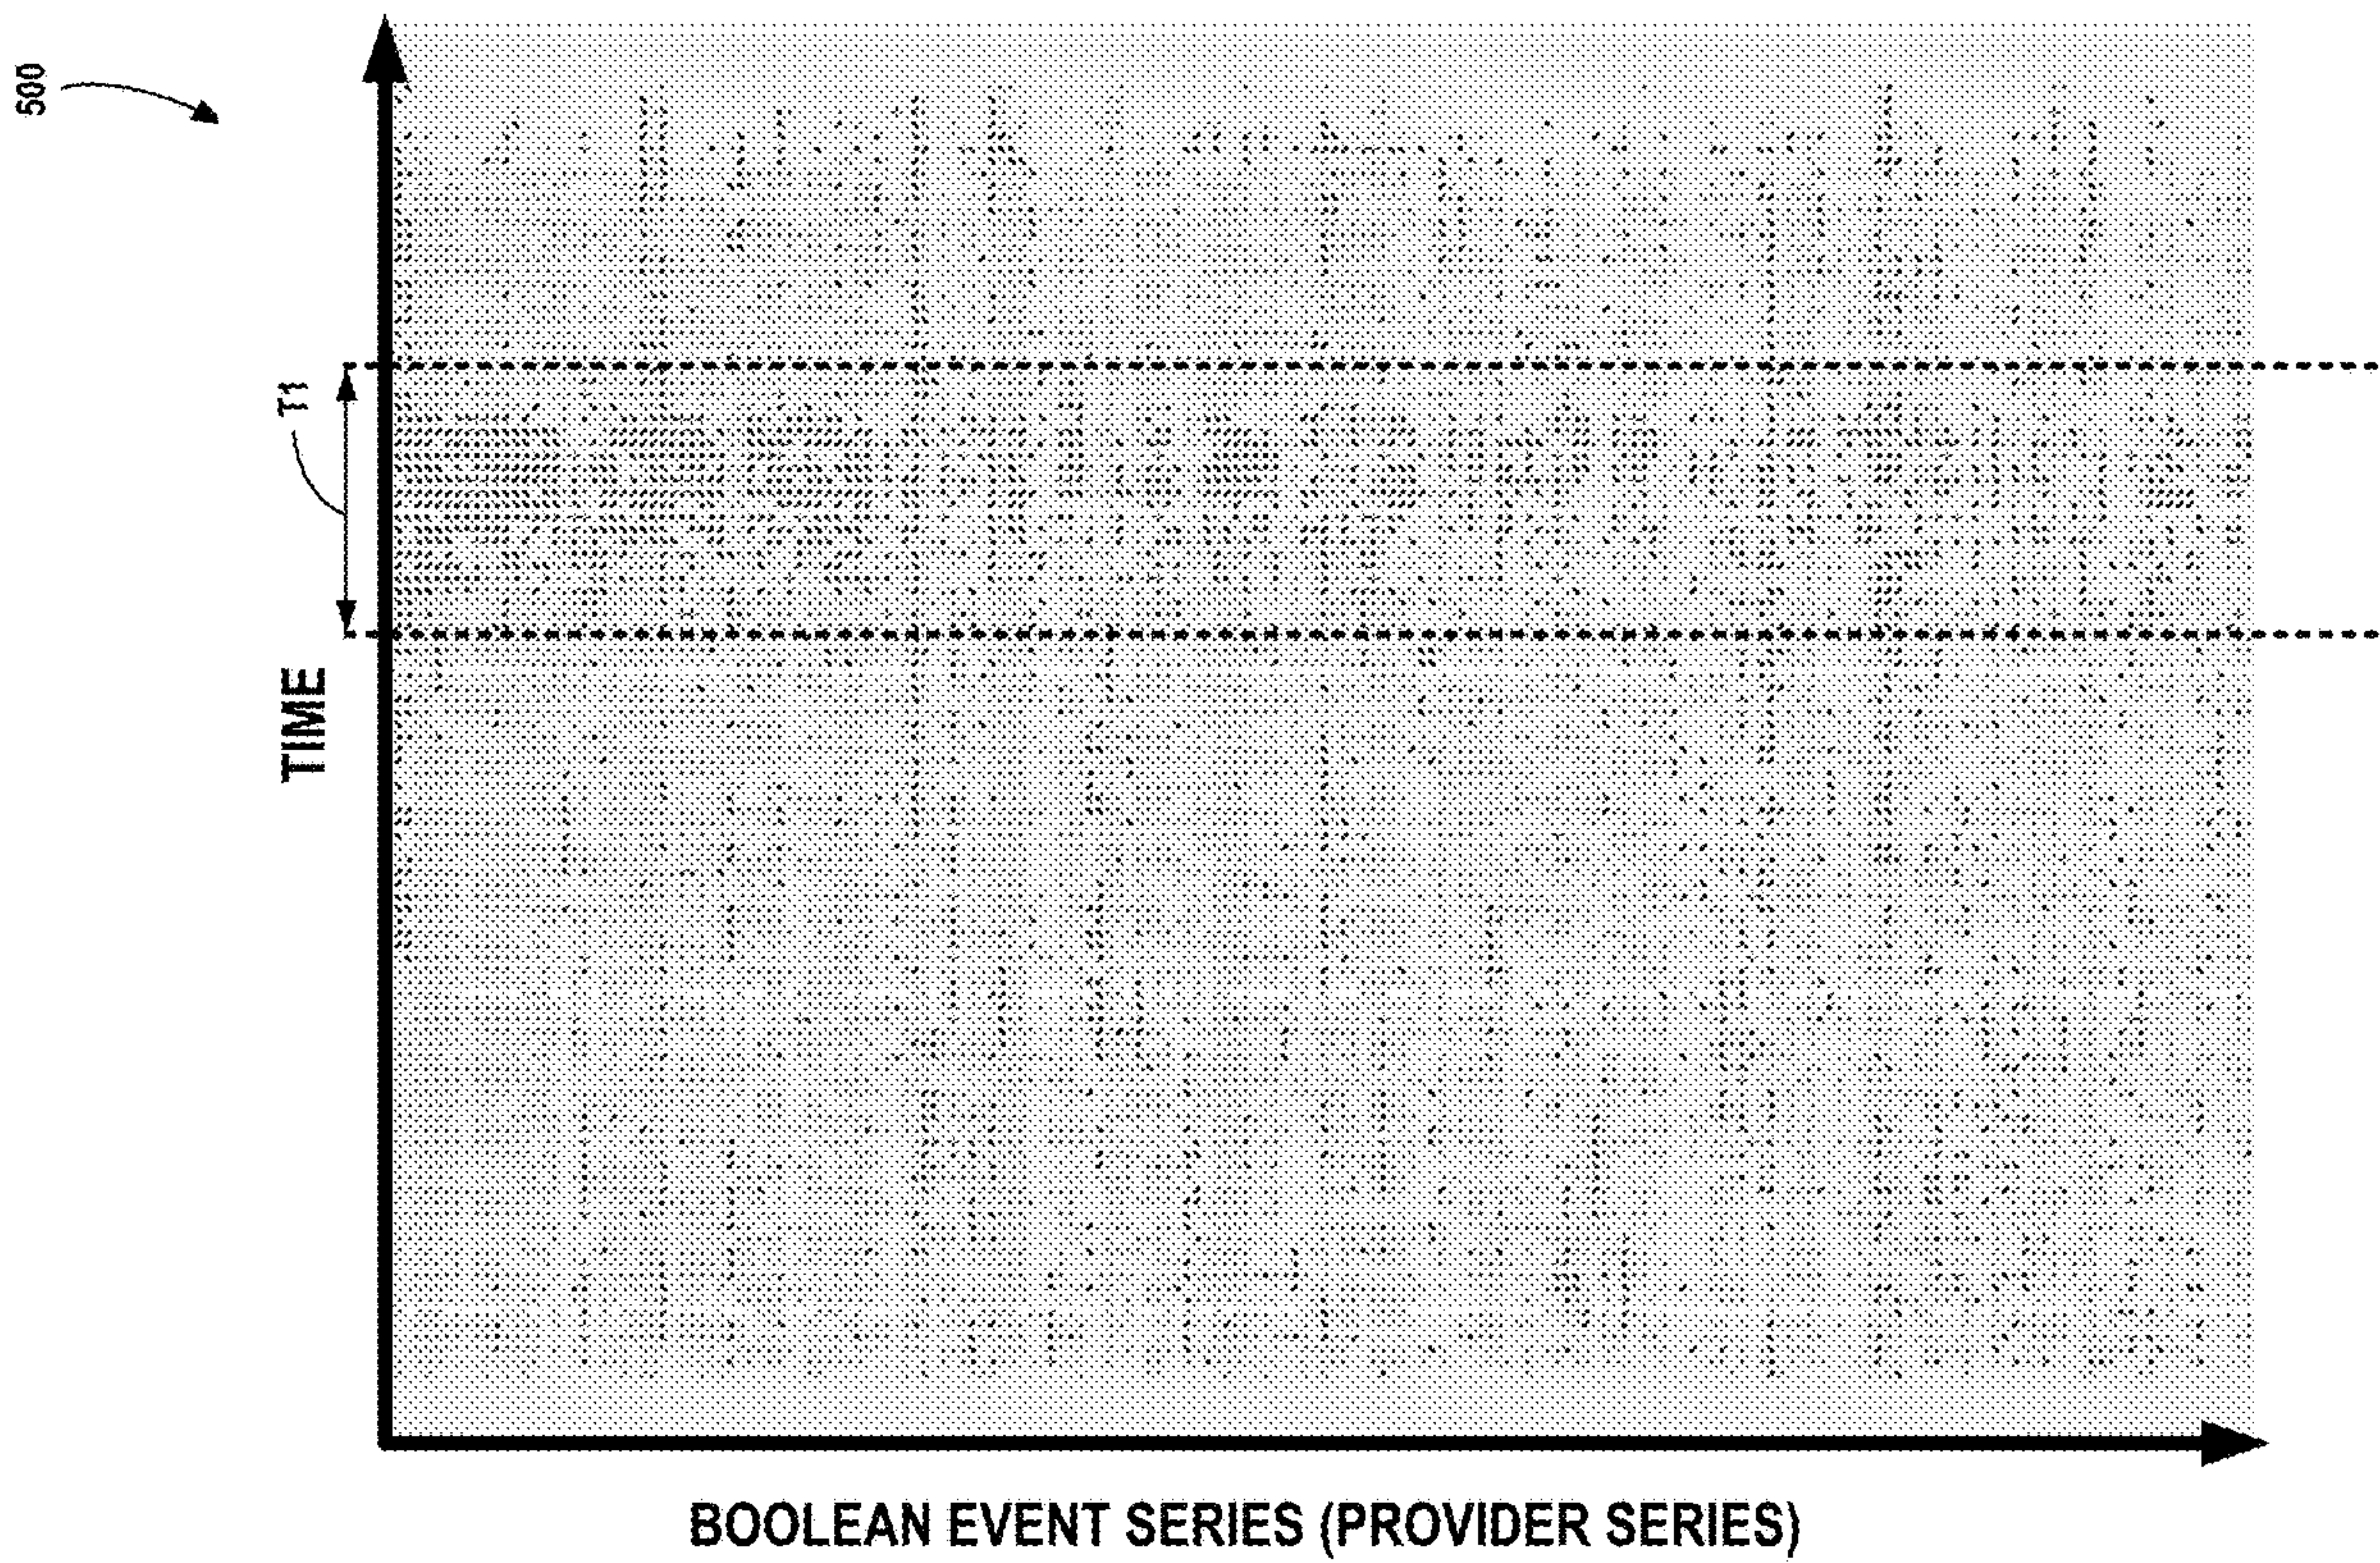 500
T1
TIME
BOOLEAN EVENT SERIES (PROVIDER SERIES)